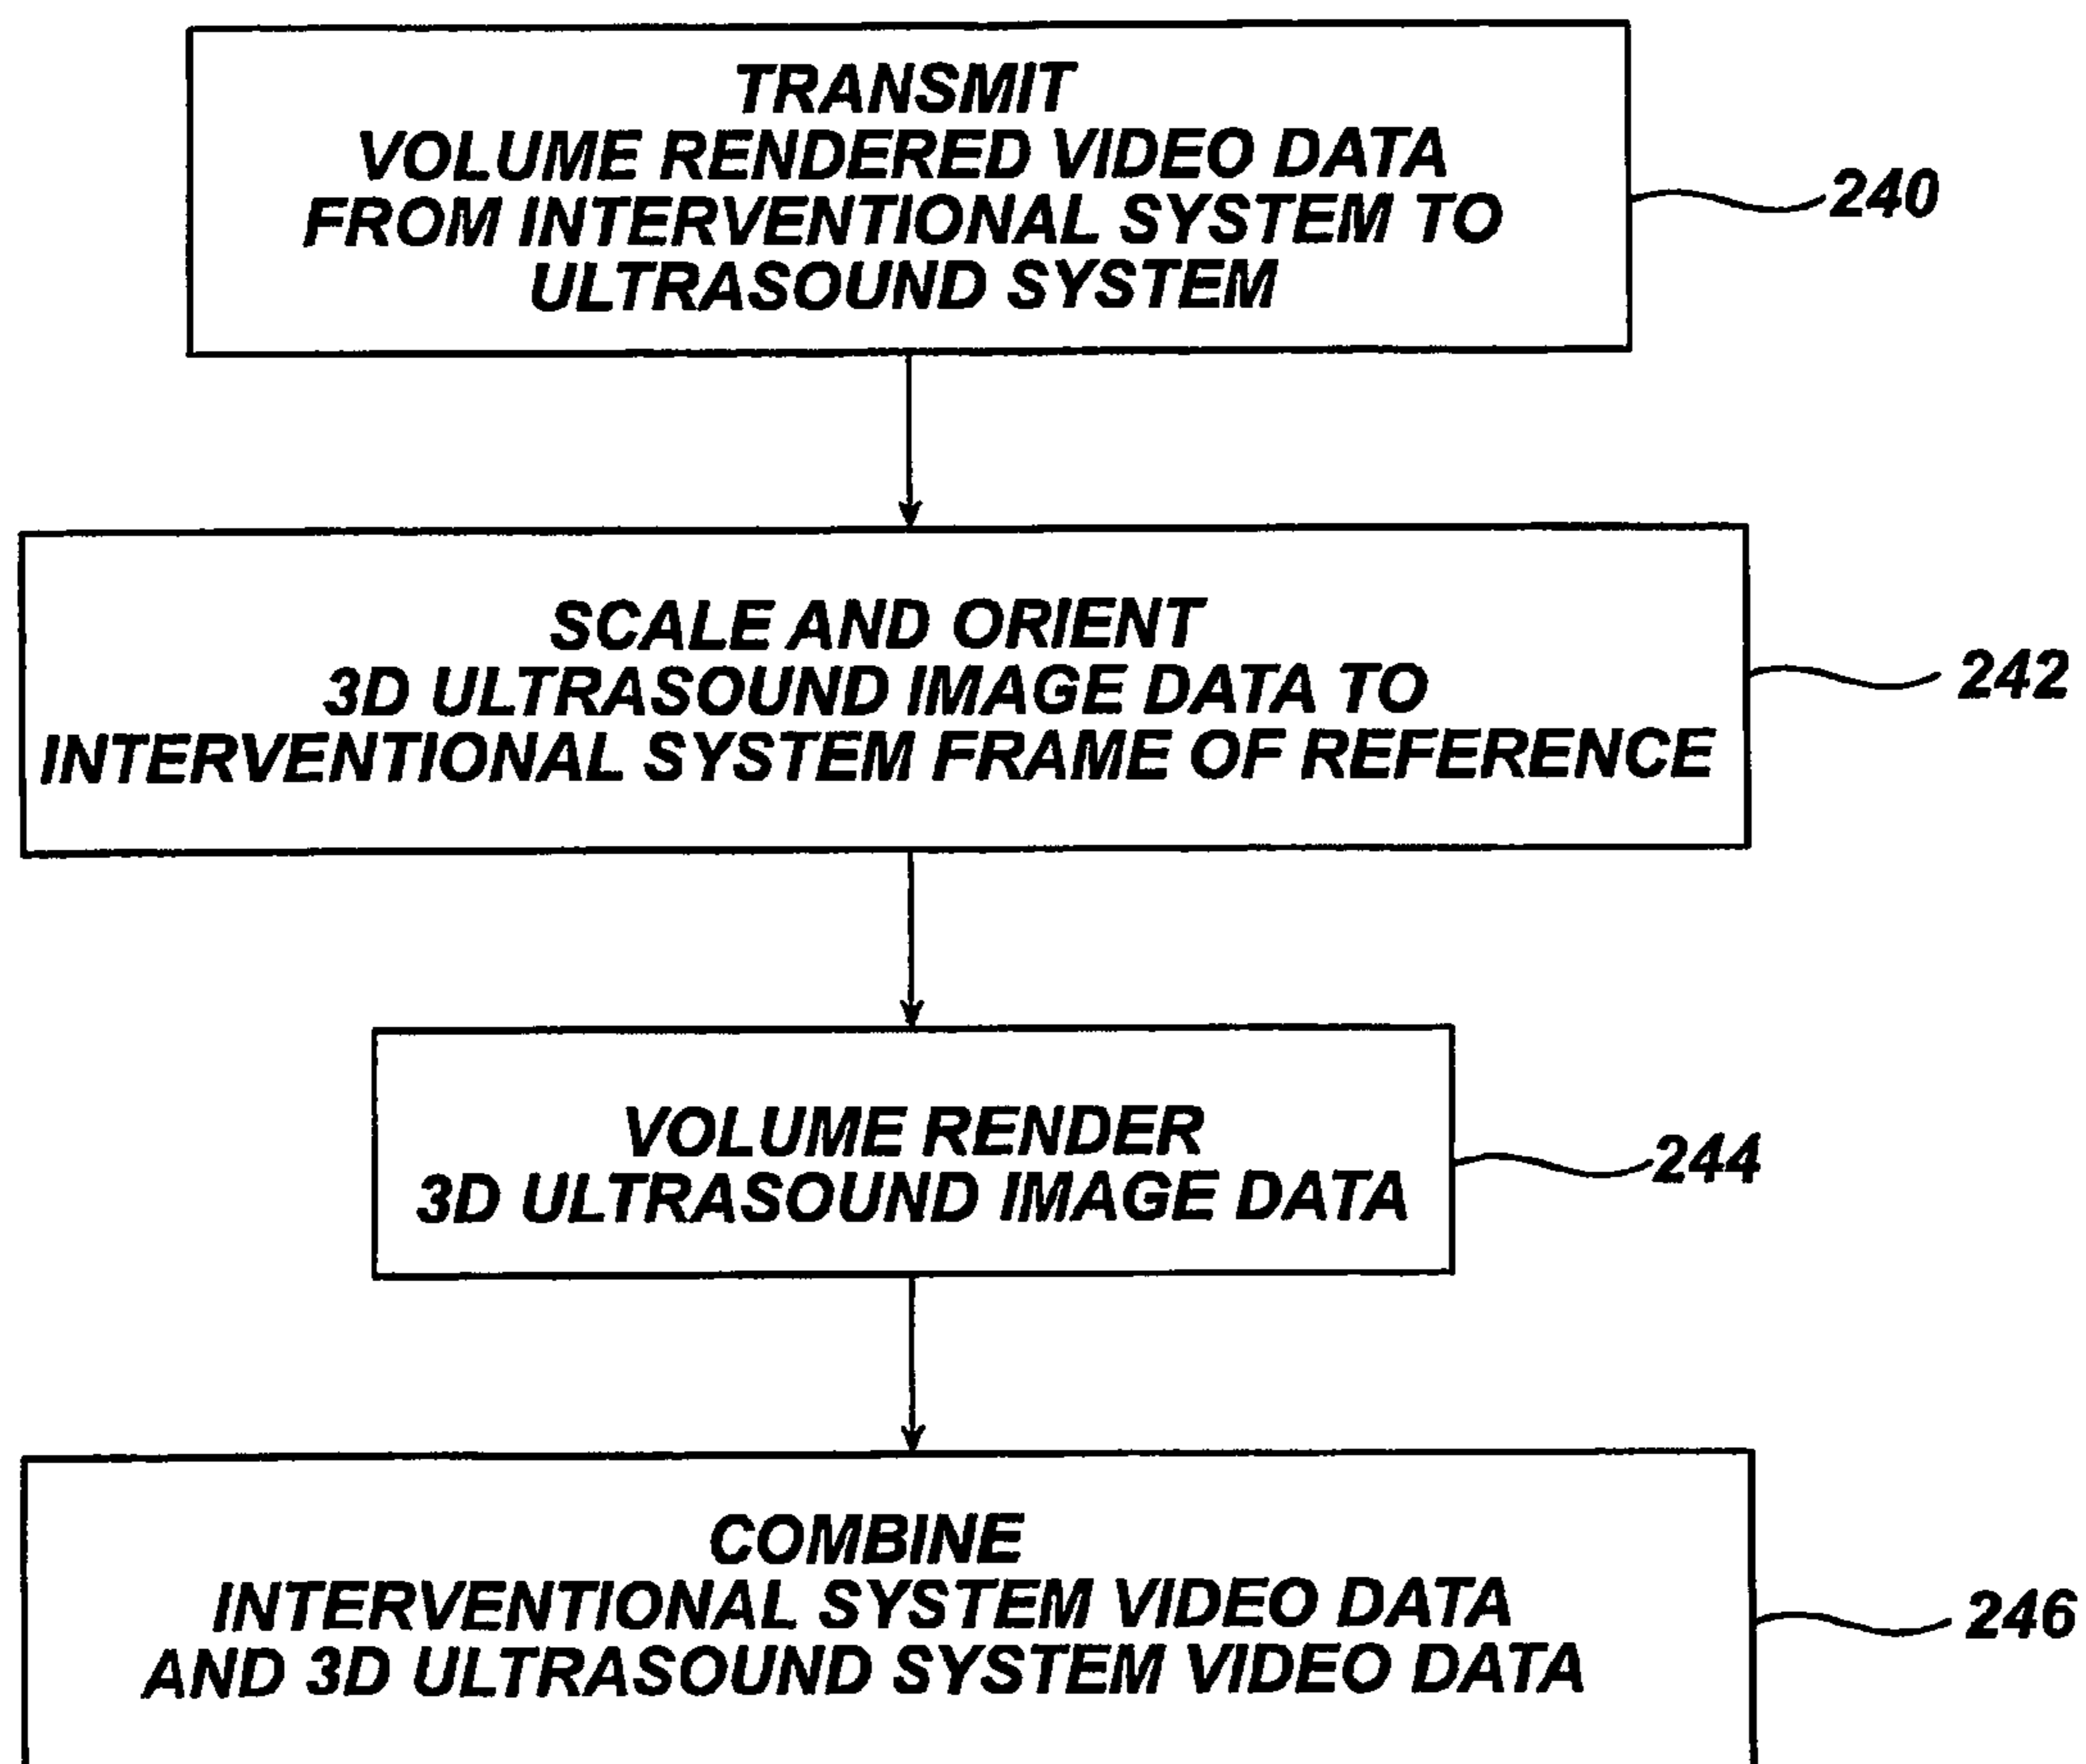 TRANSMIT
VOLUME RENDERED VIDEO DATA
FROM INTERVENTIONAL SYSTEM TO
ULTRASOUND SYSTEM
240
SCALE AND ORIENT
3D ULTRASOUND IMAGE DATA TO
INTERVENTIONAL SYSTEM FRAME OF REFERENCE
242
VOLUME RENDER
3D ULTRASOUND IMAGE DATA
244
COMBINE
INTERVENTIONAL SYSTEM VIDEO DATA
AND 3D ULTRASOUND SYSTEM VIDEO DATA
246